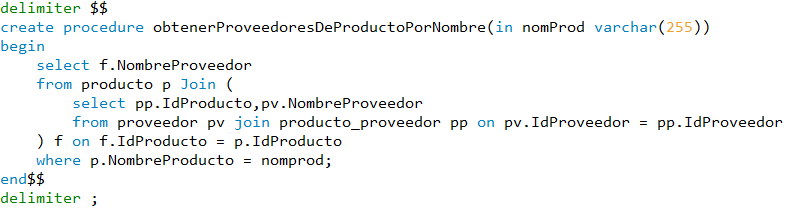 delimiter $$
create procedure obtenerProveedoresDeProductoPorNombre(in nomProd varchar(255))
begin
    select f.NombreProveedor
    from producto p Join (
        select pp.IdProducto,pv.NombreProveedor
        from proveedor pv join producto_proveedor pp on pv.IdProveedor = pp.IdProveedor
    ) f on f.IdProducto = p.IdProducto
    where p.NombreProducto = nomprod;
end$$
delimiter ;